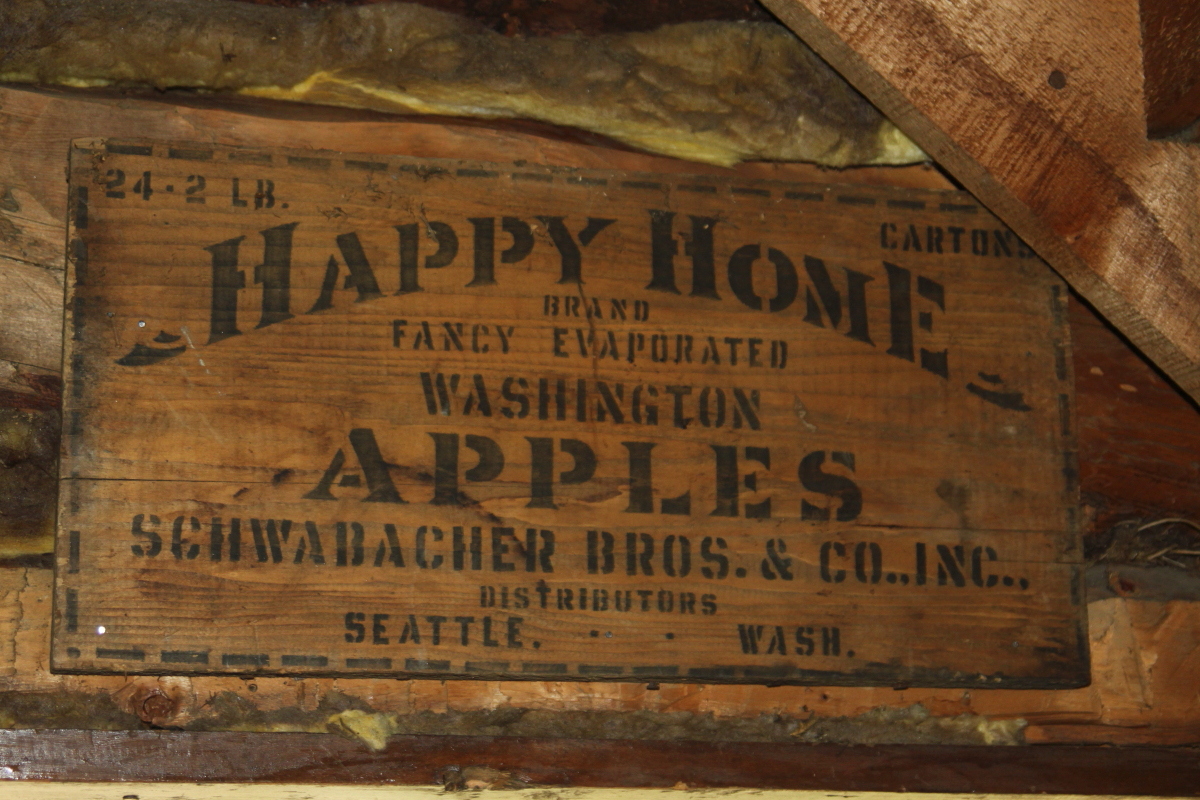 24-2 LB.
CARTONS
HAPPY HOME
BRAND
FANCY EVAPORATED
WASHINGTON
APPLES
SCHWABACHER BROS. & CO., INC.,
DISTRIBUTORS
SEATTLE. - - WASH.